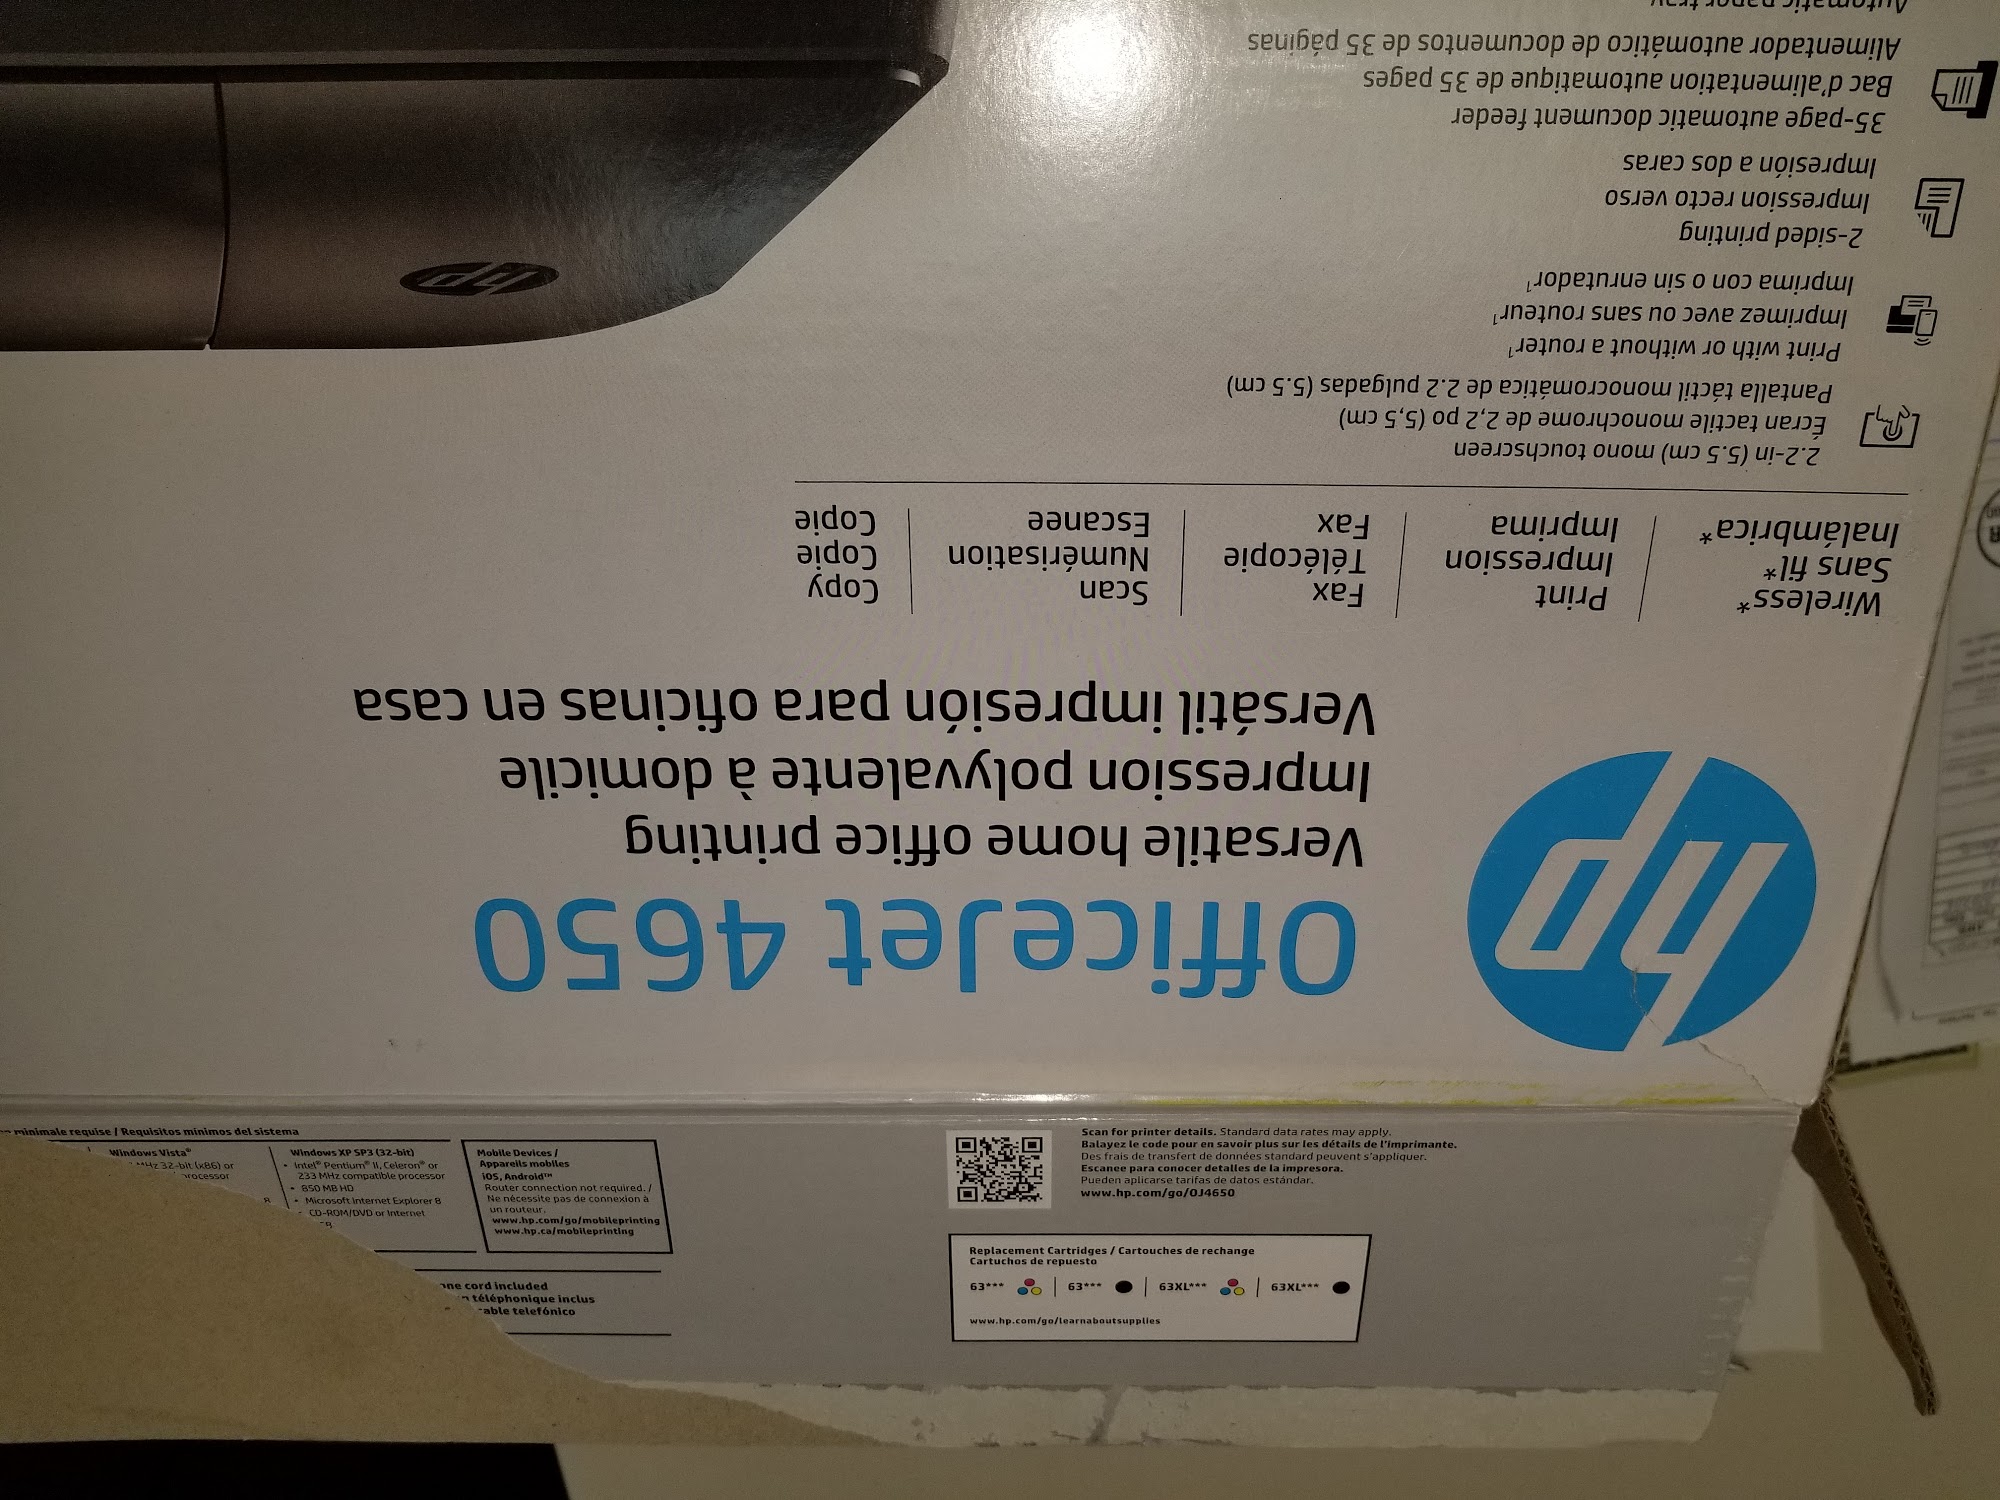 hp
OfficeJet 4650
Versatile home office printing
Impression polyvalente à domicile
Versátil impresión para oficinas en casa
Wireless*
Sans fil*
Inalámbrica*
Print
Impression
Imprima
Fax
Télécopie
Fax
Scan
Numérisation
Escanee
Copy
Copie
Copie
2.2-in (5.5 cm) mono touchscreen
Écran tactile monochrome de 2,2 po (5,5 cm)
Pantalla táctil monocromática de 2.2 pulgadas (5.5 cm)
Print with or without a router¹
Imprimez avec ou sans routeur¹
Imprima con o sin enrutador¹
2-sided printing
Impression recto verso
Impresión a dos caras
35-page automatic document feeder
Bac d'alimentation automatique de 35 pages
Alimentador automático de documentos de 35 páginas
Automatic paper tray
hp
minimale requise / Requisitos mínimos del sistema
Windows Vista®
MHz 32-bit (x86) or
rocessor
Windows XP SP3 (32-bit)
• Intel® Pentium® II, Celeron® or
233 MHz compatible processor
• 850 MB HD
• Microsoft Internet Explorer 8
CD-ROM/DVD or Internet
Mobile Devices /
Appareils mobiles
iOS, Android™
Router connection not required. /
Ne nécessite pas de connexion à
un routeur.
www.hp.com/go/mobileprinting
www.hp.ca/mobileprinting
one cord included
téléphonique inclus
cable telefónico
Scan for printer details. Standard data rates may apply.
Balayez le code pour en savoir plus sur les détails de l'imprimante.
Des frais de transfert de données standard peuvent s'appliquer.
Escanee para conocer detalles de la impresora.
Pueden aplicarse tarifas de datos estándar.
www.hp.com/go/OJ4650
Replacement Cartridges / Cartouches de rechange
Cartuchos de repuesto
63*** 63*** 63XL*** 63XL***
www.hp.com/go/learnaboutsupplies